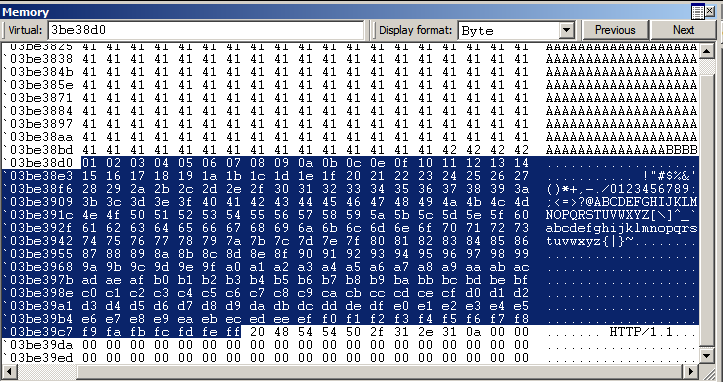 Memory
Virtual: 3be38d0 Display format: Byte Previous Next
`03be3825 41 41 41 41 41 41 41 41 41 41 41 41 41 41 41 41 41 41 41 AAAAAAAAAAAAAAAAAAA
`03be3838 41 41 41 41 41 41 41 41 41 41 41 41 41 41 41 41 41 41 41 AAAAAAAAAAAAAAAAAAA
`03be384b 41 41 41 41 41 41 41 41 41 41 41 41 41 41 41 41 41 41 41 AAAAAAAAAAAAAAAAAAA
`03be385e 41 41 41 41 41 41 41 41 41 41 41 41 41 41 41 41 41 41 41 AAAAAAAAAAAAAAAAAAA
`03be3871 41 41 41 41 41 41 41 41 41 41 41 41 41 41 41 41 41 41 41 AAAAAAAAAAAAAAAAAAA
`03be3884 41 41 41 41 41 41 41 41 41 41 41 41 41 41 41 41 41 41 41 AAAAAAAAAAAAAAAAAAA
`03be3897 41 41 41 41 41 41 41 41 41 41 41 41 41 41 41 41 41 41 41 AAAAAAAAAAAAAAAAAAA
`03be38aa 41 41 41 41 41 41 41 41 41 41 41 41 41 41 41 41 41 41 41 AAAAAAAAAAAAAAAAAAA
`03be38bd 41 41 41 41 41 41 41 41 41 41 41 41 41 41 41 42 42 42 42 AAAAAAAAAAAAAAABBBB
`03be38d0 01 02 03 04 05 06 07 08 09 0a 0b 0c 0e 0f 10 11 12 13 14 ...................
`03be38e3 15 16 17 18 19 1a 1b 1c 1d 1e 1f 20 21 22 23 24 25 26 27 ........... !"#$%&'
`03be38f6 28 29 2a 2b 2c 2d 2e 2f 30 31 32 33 34 35 36 37 38 39 3a ()*+,-./0123456789:
`03be3909 3b 3c 3d 3e 3f 40 41 42 43 44 45 46 47 48 49 4a 4b 4c 4d ;<=>?@ABCDEFGHIJKLM
`03be391c 4e 4f 50 51 52 53 54 55 56 57 58 59 5a 5b 5c 5d 5e 5f 60 NOPQRSTUVWXYZ[\]^_`
`03be392f 61 62 63 64 65 66 67 68 69 6a 6b 6c 6d 6e 6f 70 71 72 73 abcdefghijklmnopqrs
`03be3942 74 75 76 77 78 79 7a 7b 7c 7d 7e 7f 80 81 82 83 84 85 86 tuvwxyz{|}~........
`03be3955 87 88 89 8a 8b 8c 8d 8e 8f 90 91 92 93 94 95 96 97 98 99 ...................
`03be3968 9a 9b 9c 9d 9e 9f a0 a1 a2 a3 a4 a5 a6 a7 a8 a9 aa ab ac ...................
`03be397b ad ae af b0 b1 b2 b3 b4 b5 b6 b7 b8 b9 ba bb bc bd be bf ...................
`03be398e c0 c1 c2 c3 c4 c5 c6 c7 c8 c9 ca cb cc cd ce cf d0 d1 d2 ...................
`03be39a1 d3 d4 d5 d6 d7 d8 d9 da db dc dd de df e0 e1 e2 e3 e4 e5 ...................
`03be39b4 e6 e7 e8 e9 ea eb ec ed ee ef f0 f1 f2 f3 f4 f5 f6 f7 f8 ...................
`03be39c7 f9 fa fb fc fd fe ff 20 48 54 54 50 2f 31 2e 31 0a 00 00 ....... HTTP/1.1...
`03be39da 00 00 00 00 00 00 00 00 00 00 00 00 00 00 00 00 00 00 00 ...................
`03be39ed 00 00 00 00 00 00 00 00 00 00 00 00 00 00 00 00 00 00 00 ...................